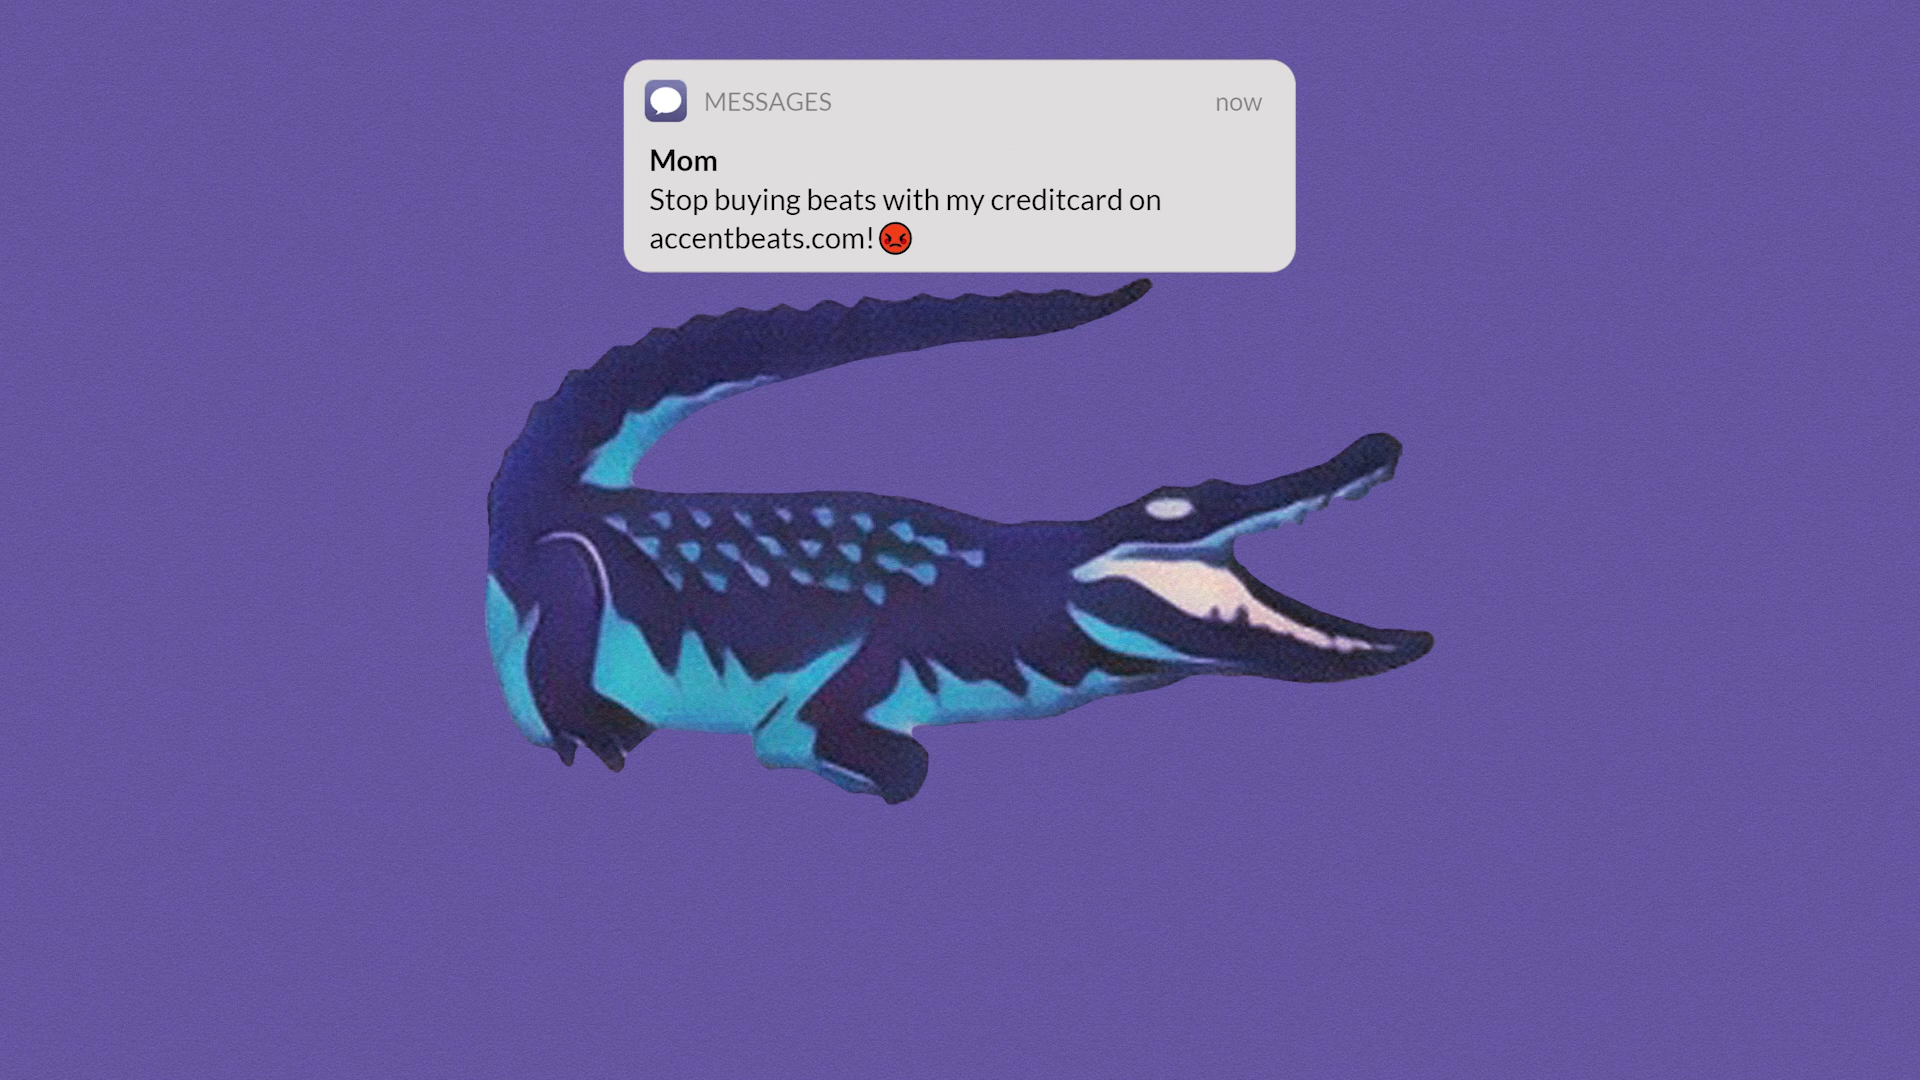 MESSAGES now
Mom
Stop buying beats with my creditcard on
accentbeats.com!😡